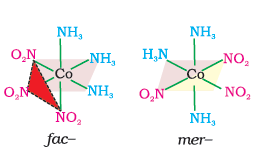 NH₃ NH₃
O₂N NH₃ H₃N NO₂
Co Co
O₂N NH₃ O₂N NO₂
NO₂ NH₃
fac– mer–